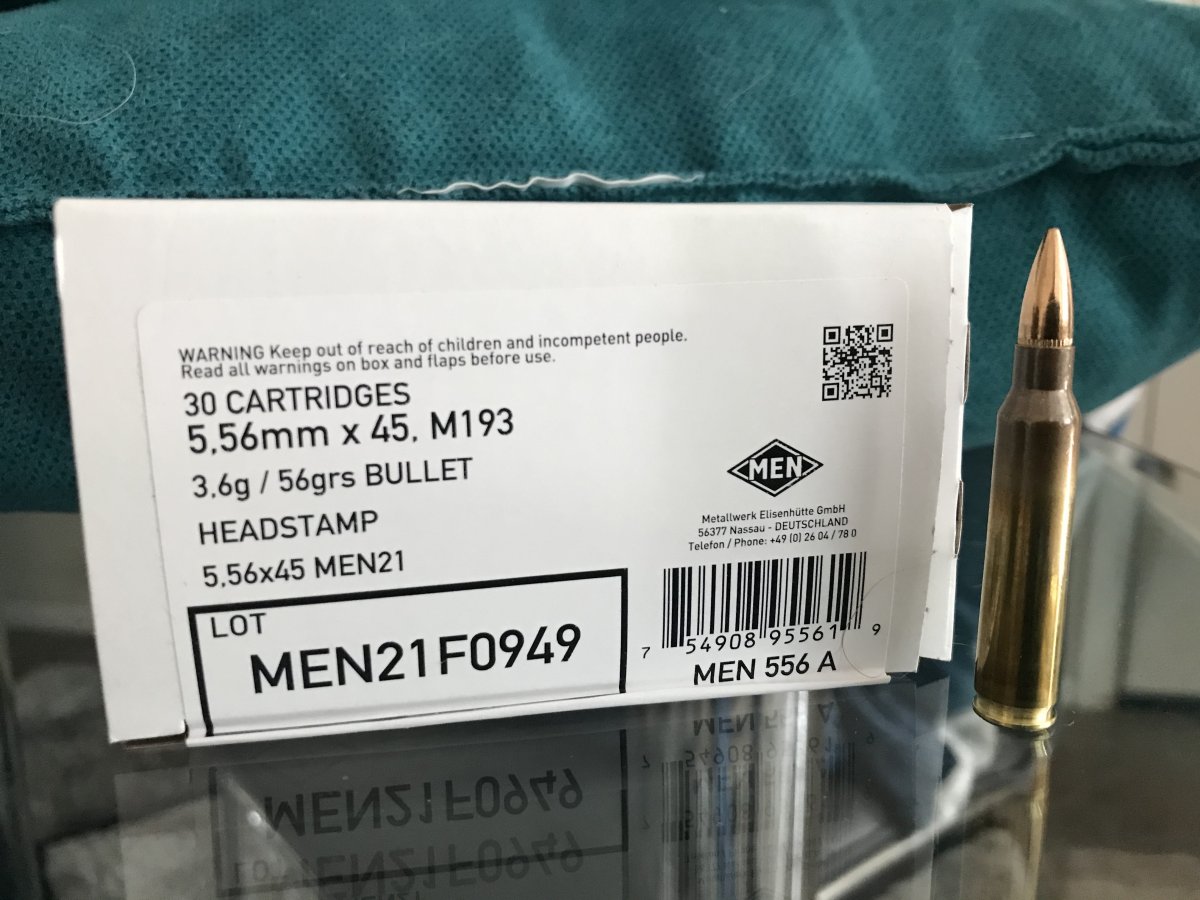 WARNING Keep out of reach of children and incompetent people.
Read all warnings on box and flaps before use.
30 CARTRIDGES
5,56mm x 45, M193
3.6g / 56grs BULLET
HEADSTAMP
5,56x45 MEN21
LOT
MEN21F0949
MEN
Metallwerk Elisenhütte GmbH
56377 Nassau - DEUTSCHLAND
Telefon / Phone: +49 (0) 26 04 / 78 0
7 54908 95561 9
MEN 556 A